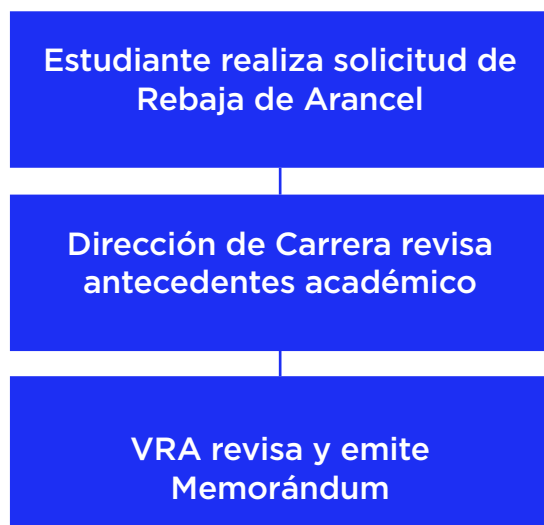 Estudiante realiza solicitud de
Rebaja de Arancel
Dirección de Carrera revisa
antecedentes académico
VRA revisa y emite
Memorándum